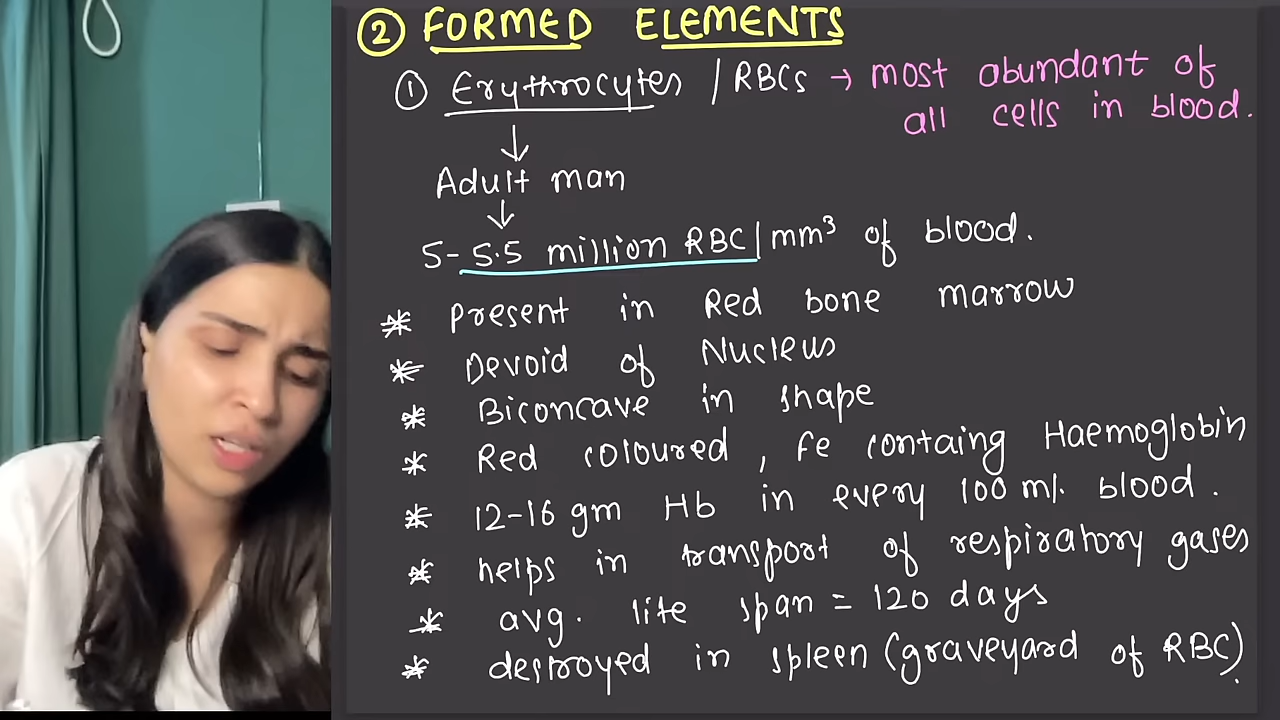 ② FORMED ELEMENTS
① Erythrocytes / RBCs → most abundant of
all cells in blood.
↓
Adult man
↓
5-5.5 million RBC/mm³ of blood.
* Present in Red bone marrow
* Devoid of Nucleus
* Biconcave in shape
* Red coloured, Fe containg Haemoglobin
* 12-16 gm Hb in every 100 ml. blood.
* helps in transport of respiratory gases
* avg. life span = 120 days
* destroyed in spleen (graveyard of RBC).